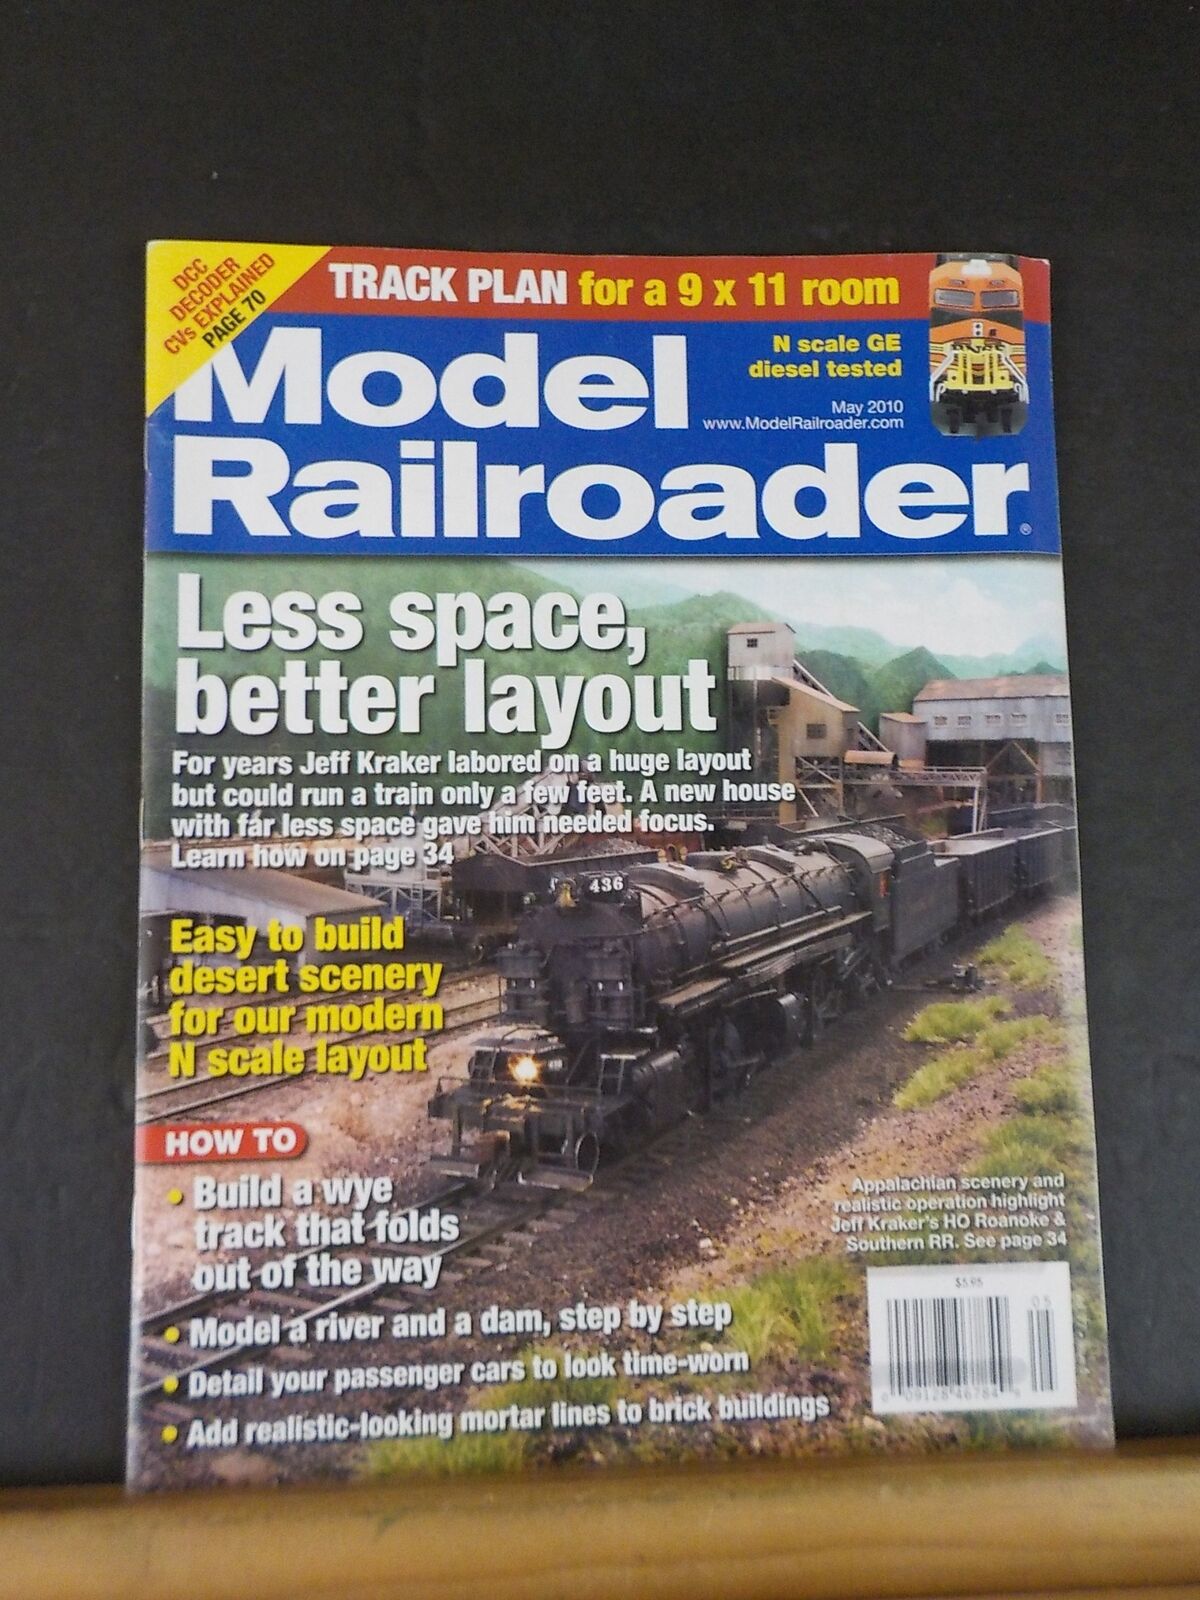 DCC
DECODER
CVs EXPLAINED
PAGE 70
TRACK PLAN for a 9 x 11 room
N scale GE
diesel tested
May 2010
www.ModelRailroader.com
Model
Railroader®
BNSF
Less space,
better layout
For years Jeff Kraker labored on a huge layout
but could run a train only a few feet. A new house
with far less space gave him needed focus.
Learn how on page 34
436
Easy to build
desert scenery
for our modern
N scale layout
HOW TO
• Build a wye
track that folds
out of the way
• Model a river and a dam, step by step
• Detail your passenger cars to look time-worn
• Add realistic-looking mortar lines to brick buildings
Appalachian scenery and
realistic operation highlight
Jeff Kraker's HO Roanoke &
Southern RR. See page 34
$5.95
05
0 09128 46784 9